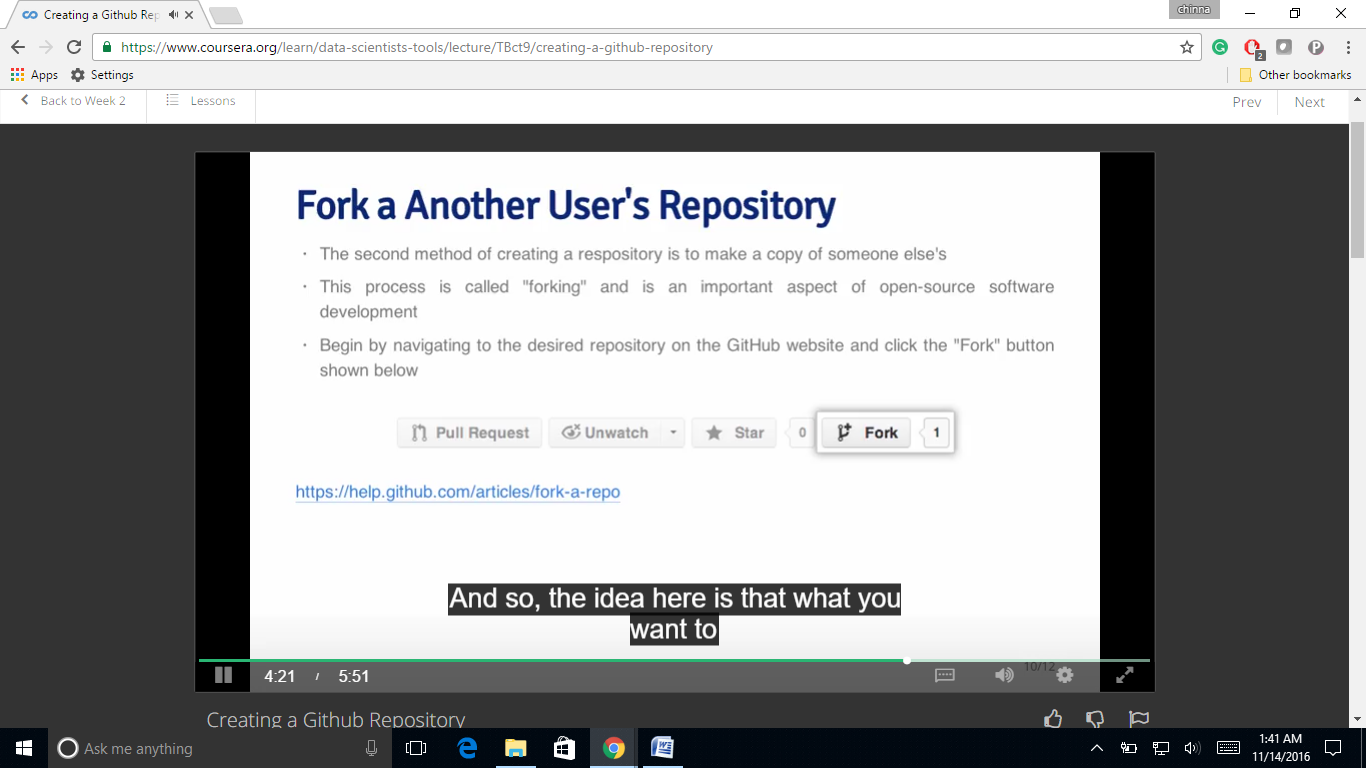 Creating a Github Rep
chinna
https://www.coursera.org/learn/data-scientists-tools/lecture/TBct9/creating-a-github-repository
2
Apps Settings Other bookmarks
Back to Week 2 Lessons Prev Next
Fork a Another User's Repository
· The second method of creating a respository is to make a copy of someone else's
· This process is called "forking" and is an important aspect of open-source software
development
· Begin by navigating to the desired repository on the GitHub website and click the "Fork" button
shown below
Pull Request Unwatch Star 0 Fork 1
https://help.github.com/articles/fork-a-repo
And so, the idea here is that what you
want to
10/12
4:21 / 5:51
Creating a Github Repository
Ask me anything
1:41 AM
11/14/2016